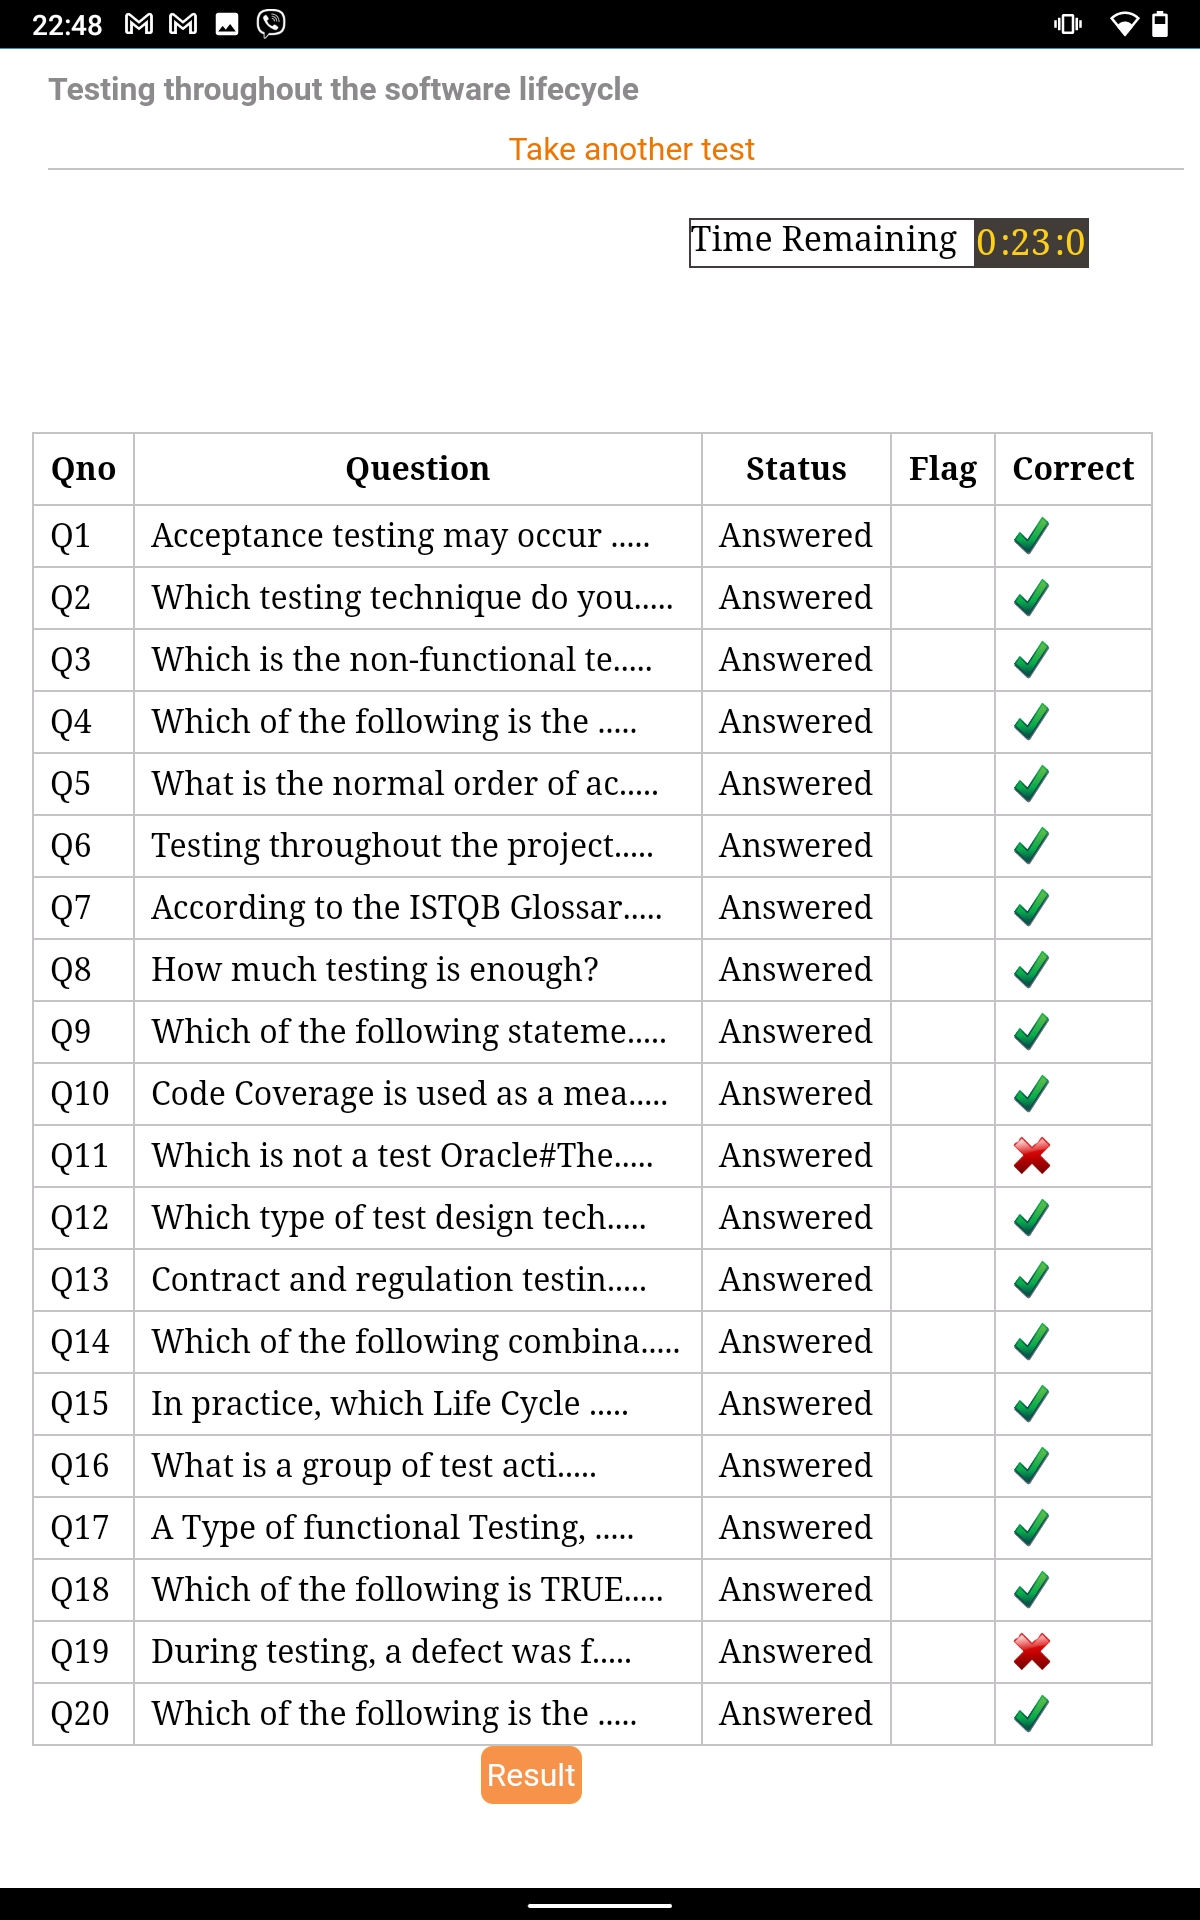 22:48
Testing throughout the software lifecycle
Take another test
Time Remaining 0:23:0
Qno Question Status Flag Correct
Q1 Acceptance testing may occur ..... Answered
Q2 Which testing technique do you..... Answered
Q3 Which is the non-functional te..... Answered
Q4 Which of the following is the ..... Answered
Q5 What is the normal order of ac..... Answered
Q6 Testing throughout the project..... Answered
Q7 According to the ISTQB Glossar..... Answered
Q8 How much testing is enough? Answered
Q9 Which of the following stateme..... Answered
Q10 Code Coverage is used as a mea..... Answered
Q11 Which is not a test Oracle#The..... Answered
Q12 Which type of test design tech..... Answered
Q13 Contract and regulation testin..... Answered
Q14 Which of the following combina..... Answered
Q15 In practice, which Life Cycle ..... Answered
Q16 What is a group of test acti..... Answered
Q17 A Type of functional Testing, ..... Answered
Q18 Which of the following is TRUE..... Answered
Q19 During testing, a defect was f..... Answered
Q20 Which of the following is the ..... Answered
Result